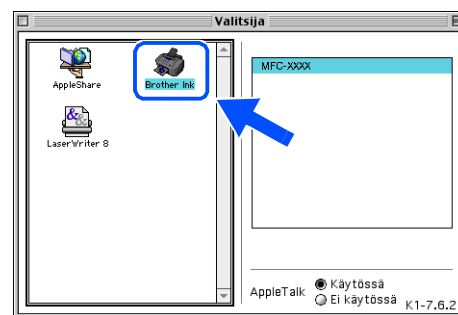 Valitsija
AppleShare
Brother Ink
LaserWriter 8
MFC-XXXX
AppleTalk
Käytössä
Ei käytössä
K1-7.6.2